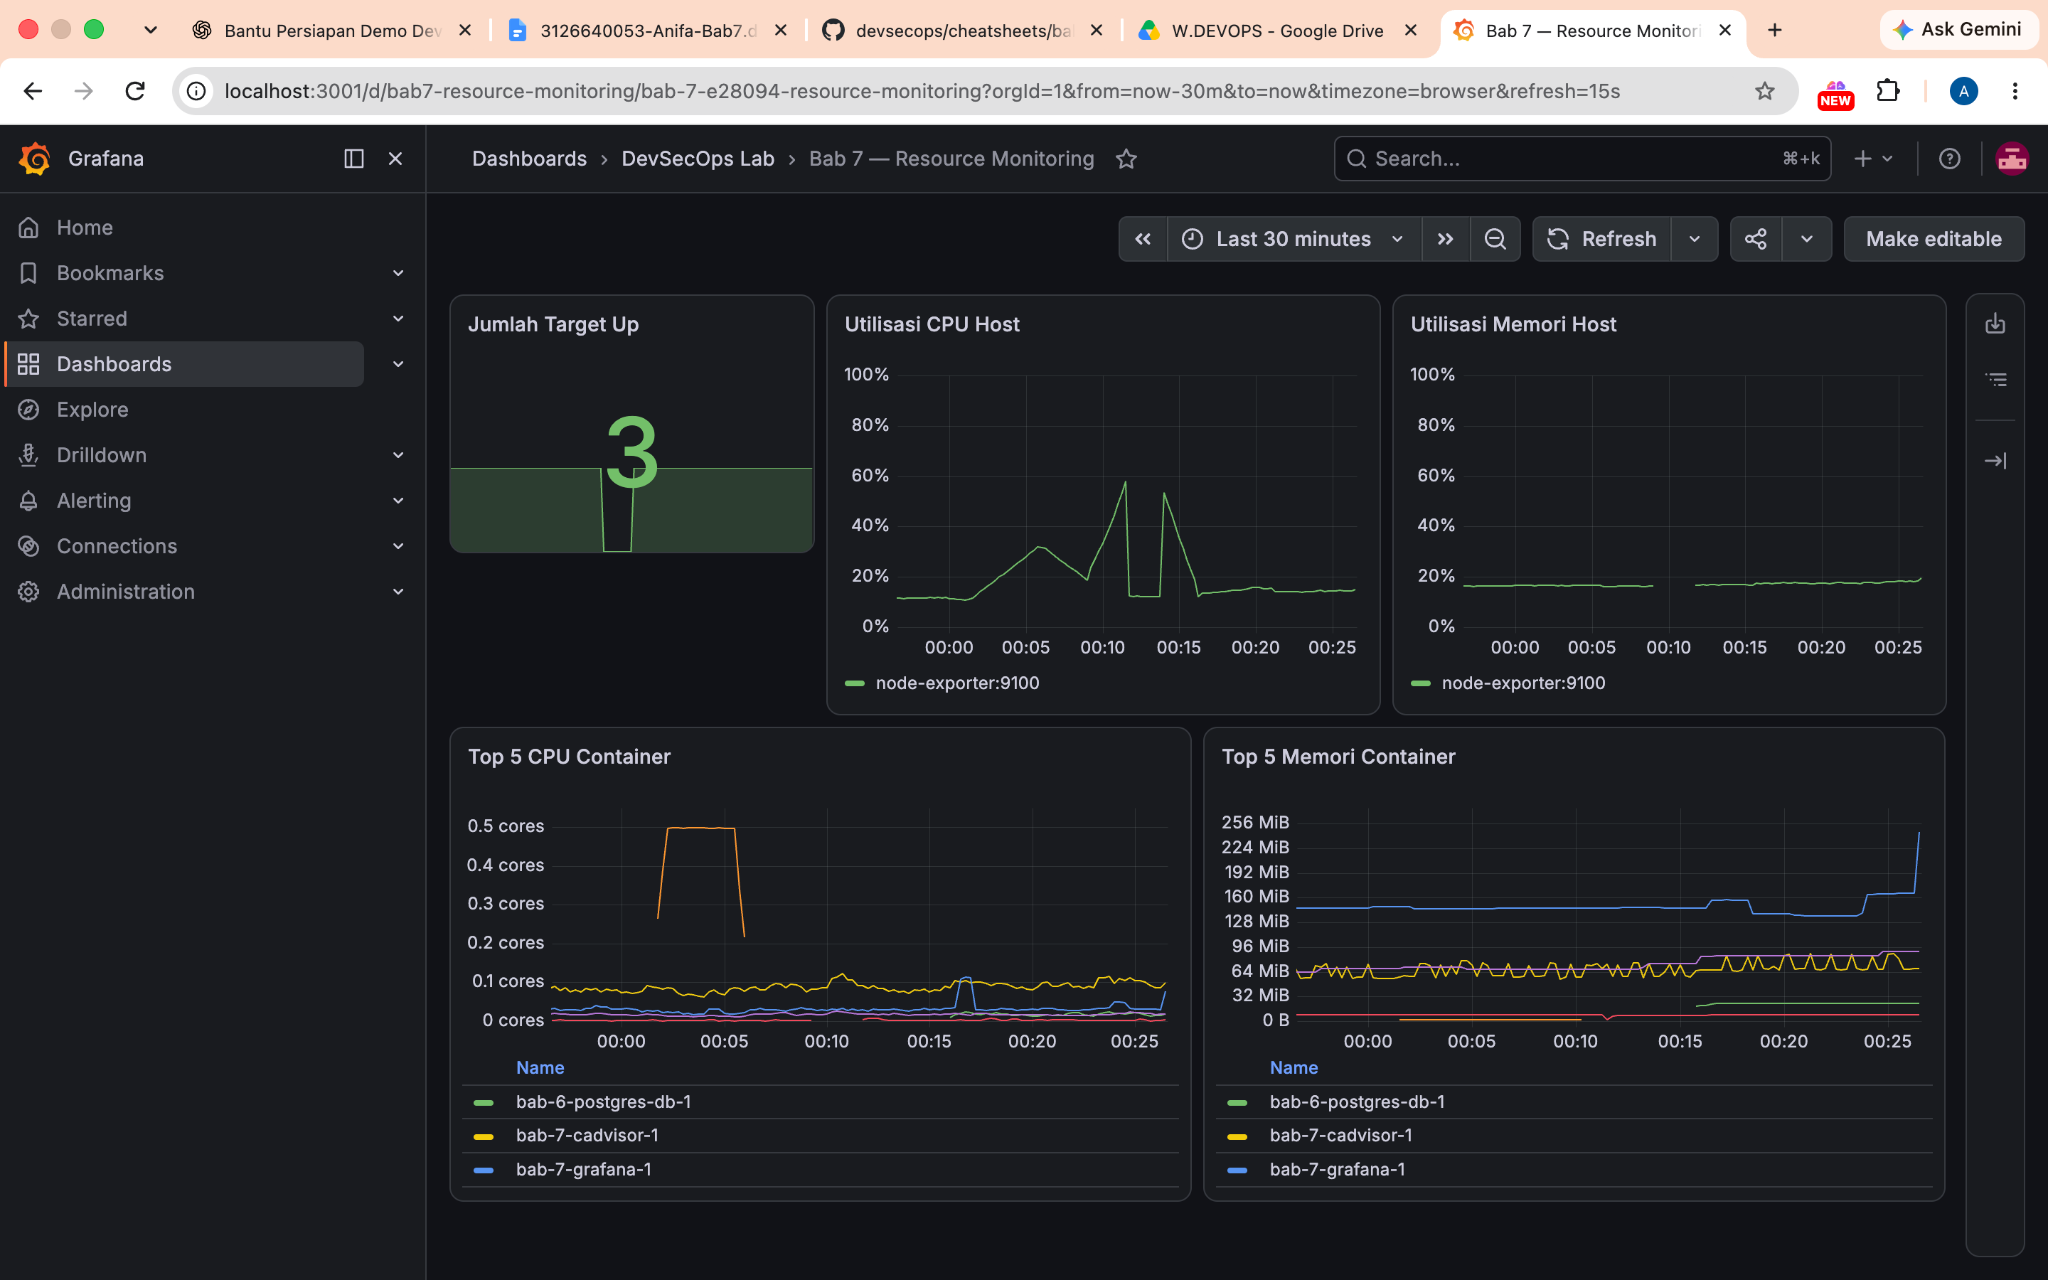 Bantu Persiapan Demo Dev
3126640053-Anifa-Bab7.d
devsecops/cheatsheets/ba
W.DEVOPS - Google Drive
Bab 7 — Resource Monitori
Ask Gemini
localhost:3001/d/bab7-resource-monitoring/bab-7-e28094-resource-monitoring?orgId=1&from=now-30m&to=now&timezone=browser&refresh=15s
NEW
A
Grafana
Dashboards › DevSecOps Lab › Bab 7 — Resource Monitoring
Search...
⌘+k
Home
Bookmarks
Starred
Dashboards
Explore
Drilldown
Alerting
Connections
Administration
Last 30 minutes
Refresh
Make editable
Jumlah Target Up
3
Utilisasi CPU Host
100%
80%
60%
40%
20%
0%
00:00 00:05 00:10 00:15 00:20 00:25
node-exporter:9100
Utilisasi Memori Host
100%
80%
60%
40%
20%
0%
00:00 00:05 00:10 00:15 00:20 00:25
node-exporter:9100
Top 5 CPU Container
0.5 cores
0.4 cores
0.3 cores
0.2 cores
0.1 cores
0 cores
00:00 00:05 00:10 00:15 00:20 00:25
Name
bab-6-postgres-db-1
bab-7-cadvisor-1
bab-7-grafana-1
Top 5 Memori Container
256 MiB
224 MiB
192 MiB
160 MiB
128 MiB
96 MiB
64 MiB
32 MiB
0 B
00:00 00:05 00:10 00:15 00:20 00:25
Name
bab-6-postgres-db-1
bab-7-cadvisor-1
bab-7-grafana-1